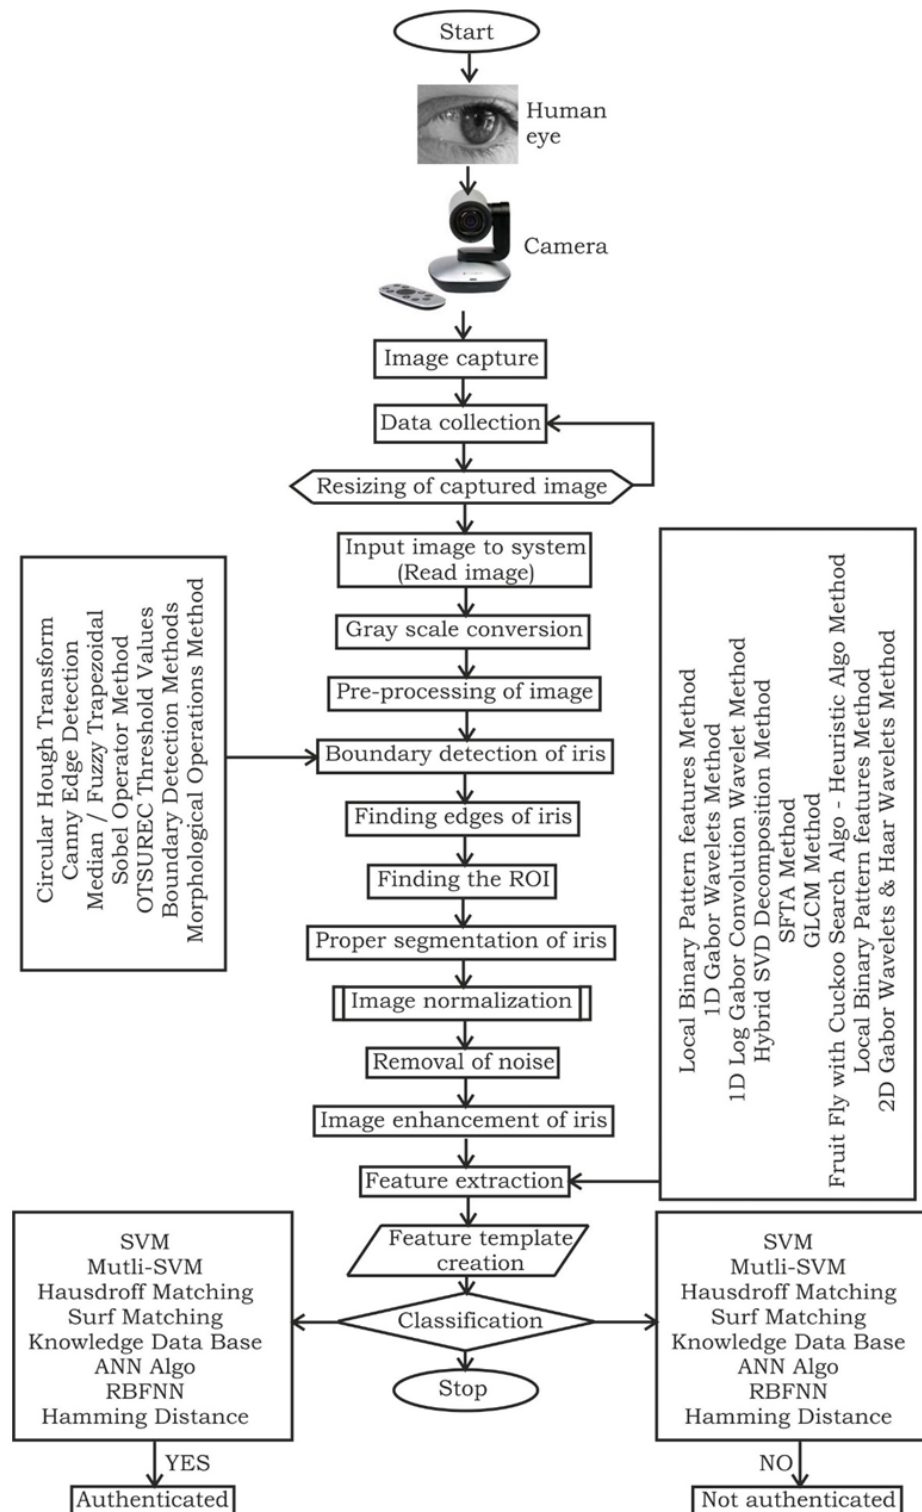 Start
Human
eye
Camera
Image capture
Data collection
Resizing of captured image
Input image to system
(Read image)
Gray scale conversion
Pre-processing of image
Boundary detection of iris
Finding edges of iris
Finding the ROI
Proper segmentation of iris
Image normalization
Removal of noise
Image enhancement of iris
Feature extraction
Feature template
creation
Classification
Stop
Circular Hough Transform
Canny Edge Detection
Median / Fuzzy Trapezoidal
Sobel Operator Method
OTSUREC Threshold Values
Boundary Detection Methods
Morphological Operations Method
Local Binary Pattern features Method
1D Gabor Wavelets Method
1D Log Gabor Convolution Wavelet Method
Hybrid SVD Decomposition Method
SFTA Method
GLCM Method
Fruit Fly with Cuckoo Search Algo - Heuristic Algo Method
Local Binary Pattern features Method
2D Gabor Wavelets & Haar Wavelets Method
SVM
Mutli-SVM
Hausdroff Matching
Surf Matching
Knowledge Data Base
ANN Algo
RBFNN
Hamming Distance
YES
Authenticated
SVM
Mutli-SVM
Hausdroff Matching
Surf Matching
Knowledge Data Base
ANN Algo
RBFNN
Hamming Distance
NO
Not authenticated